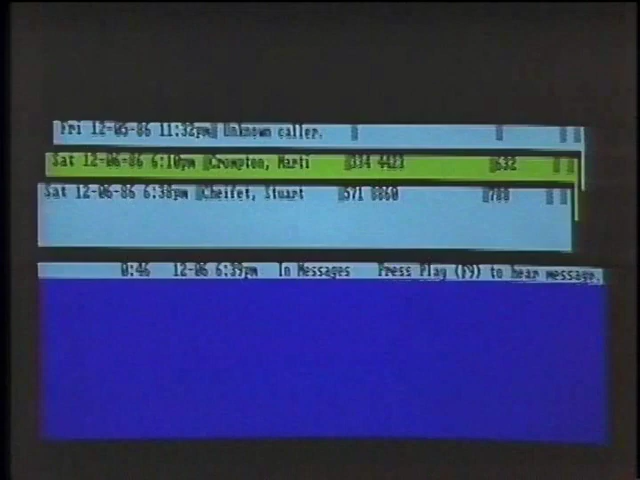 Fri 12-05-86 11:32pm Unknown caller.
Sat 12-06-86 6:10pm Crompton, Marti 334 4423 632
Sat 12-06-86 6:38pm Cheifet, Stuart 571 8860 788
0:46 12-06 6:39pm In Messages Press Play (F9) to hear message.